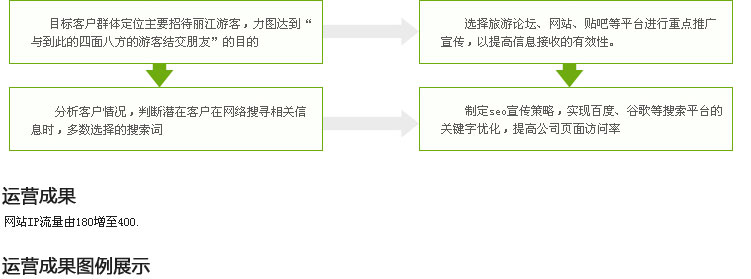 目标客户群体定位主要招待丽江游客，力图达到“
与到此的四面八方的游客结交朋友”的目的
选择旅游论坛、网站、贴吧等平台进行重点推广
宣传，以提高信息接收的有效性。
分析客户情况，判断潜在客户在网络搜寻相关信
息时，多数选择的搜索词
制定seo宣传策略，实现百度、谷歌等搜索平台的
关键字优化，提高公司页面访问率
运营成果
网站IP流量由180增至400.
运营成果图例展示